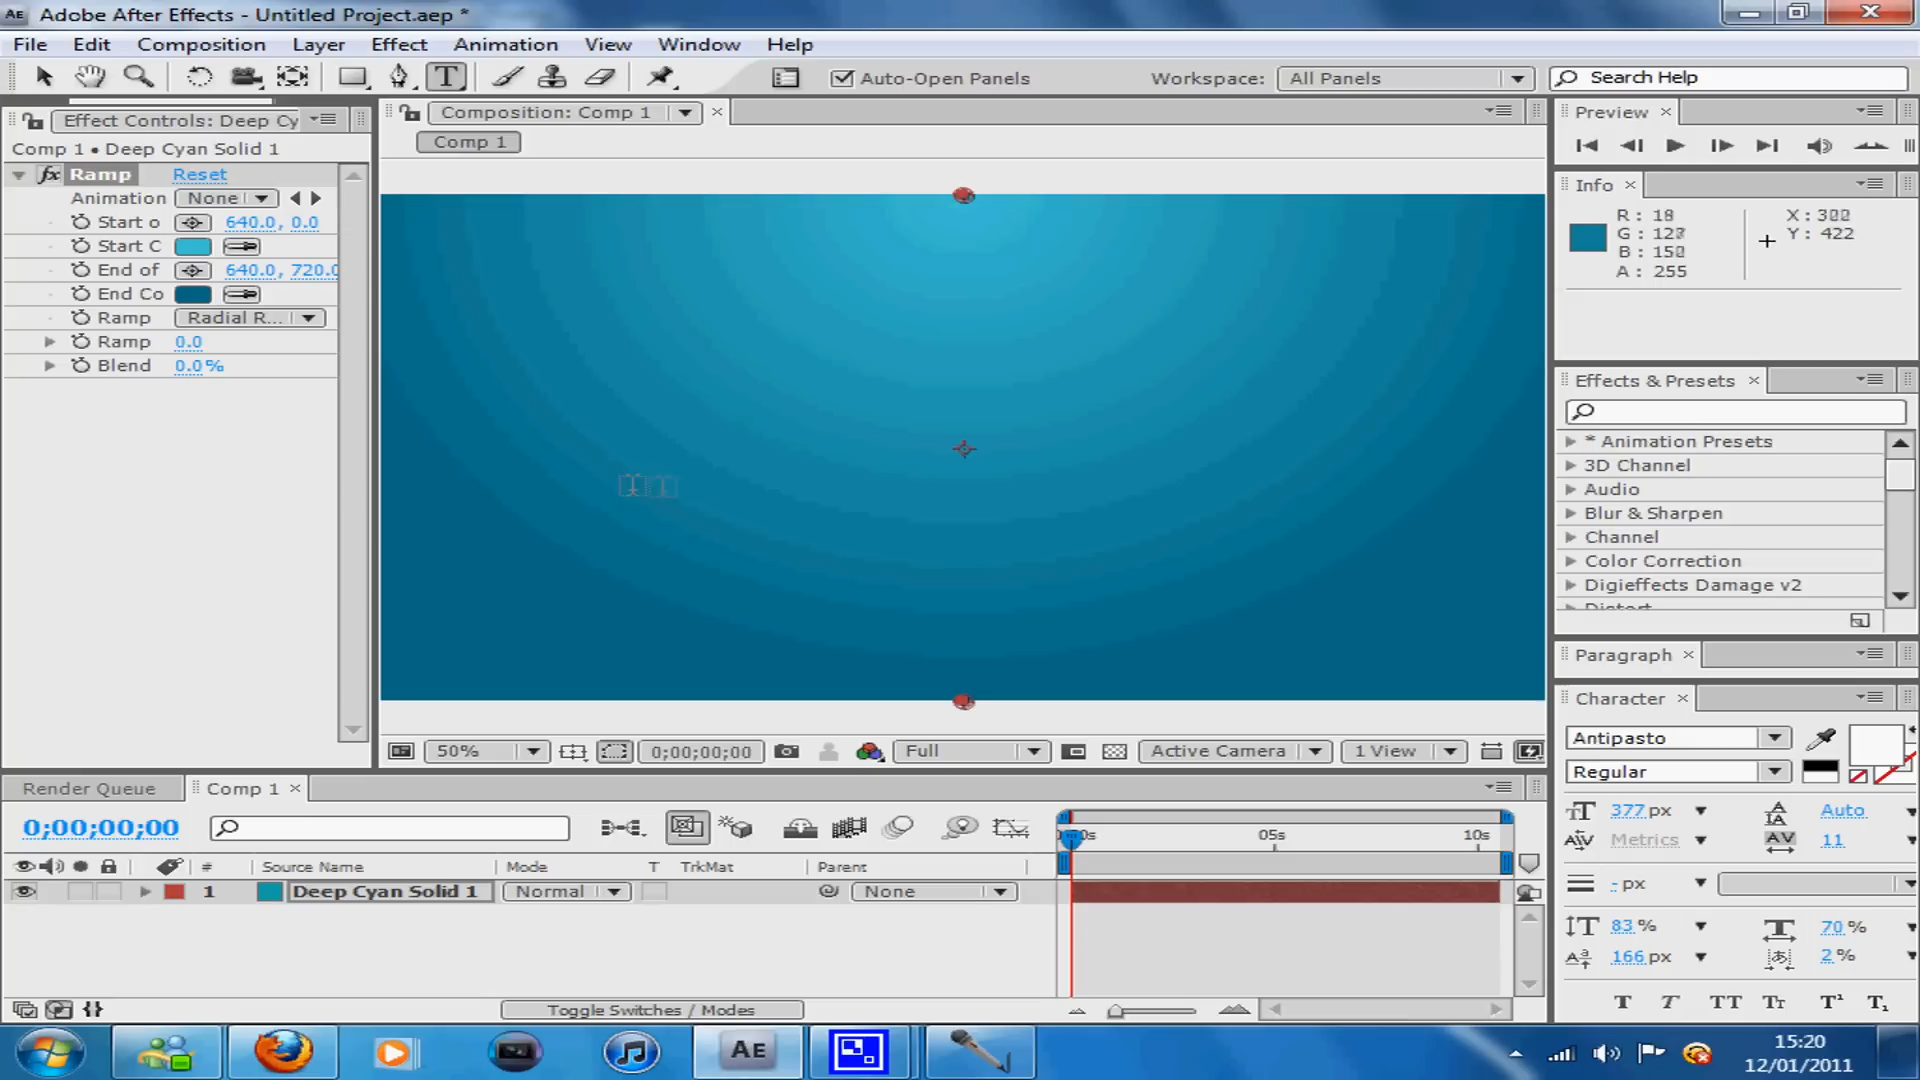 Adobe After Effects - Untitled Project.aep *
File Edit Composition Layer Effect Animation View Window Help
T Auto-Open Panels Workspace: All Panels Search Help
Effect Controls: Deep Cy
Comp 1 • Deep Cyan Solid 1
fx Ramp Reset
Animation None
Start o 640.0, 0.0
Start C
End of 640.0, 720.0
End Co
Ramp Radial R...
Ramp 0.0
Blend 0.0%
Composition: Comp 1
Comp 1
50% 0;00;00;00 Full Active Camera 1 View
Preview
Info
R: 18
G:
B:
A: 255
X:
Y: 422
Effects & Presets
* Animation Presets
3D Channel
Audio
Blur & Sharpen
Channel
Color Correction
Digieffects Damage v2
Distort
Paragraph
Character
Antipasto
Regular
377 px Auto
Metrics 11
- px
83 % 70 %
166 px 2 %
T T TT Tt T¹ T₁
Render Queue Comp 1
0;00;00;00
05s 10s
# Source Name Mode T TrkMat Parent
1 Deep Cyan Solid 1 Normal None
Toggle Switches / Modes
AE
15:20
12/01/2011